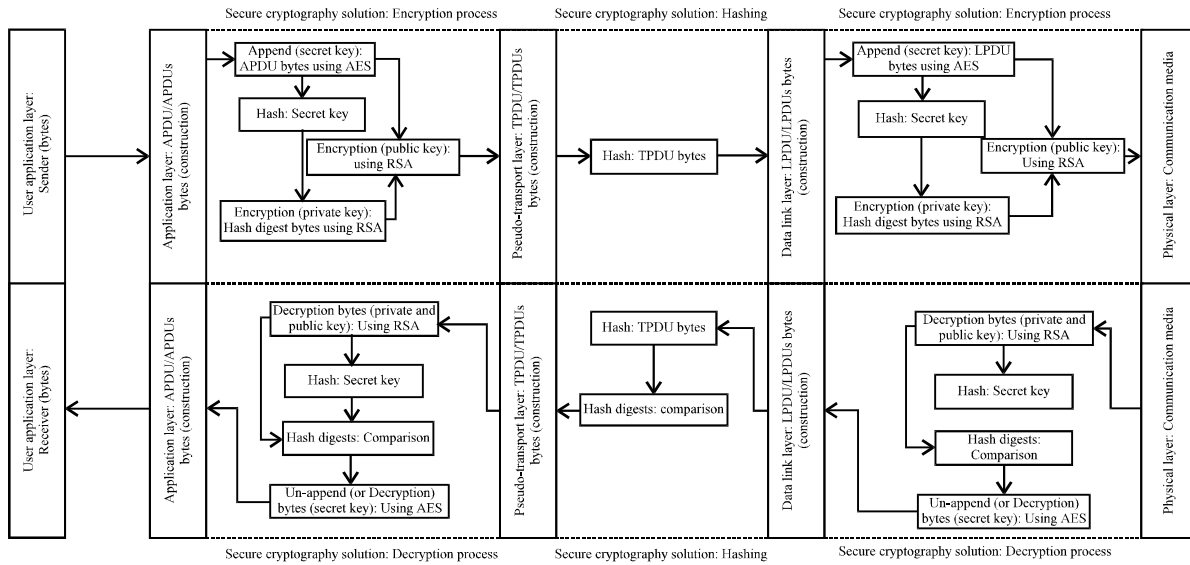 Secure cryptography solution: Encryption process
Secure cryptography solution: Hashing
Secure cryptography solution: Encryption process
User application layer:
Sender (bytes)
Application layer: APDU/APDUs
bytes (construction)
Append (secret key):
APDU bytes using AES
Hash: Secret key
Encryption (public key):
using RSA
Encryption (private key):
Hash digest bytes using RSA
Pseudo-transport layer: TPDU/TPDUs
bytes (construction)
Hash: TPDU bytes
Data link layer: LPDU/LPDUs bytes
(construction)
Append (secret key): LPDU
bytes using AES
Hash: Secret key
Encryption (public key):
Using RSA
Encryption (private key):
Hash digest bytes using RSA
Physical layer: Communication media
User application layer:
Receiver (bytes)
Application layer: APDU/APDUs
bytes (construction)
Decryption bytes (private and
public key): Using RSA
Hash: Secret key
Hash digests: Comparison
Un-append (or Decryption)
bytes (secret key): Using AES
Pseudo-transport layer: TPDU/TPDUs
bytes (construction)
Hash: TPDU bytes
Hash digests: comparison
Data link layer: LPDU/LPDUs bytes
(construction)
Decryption bytes (private and
public key): Using RSA
Hash: Secret key
Hash digests:
Comparison
Un-append (or Decryption)
bytes (secret key): Using AES
Physical layer: Communication media
Secure cryptography solution: Decryption process
Secure cryptography solution: Hashing
Secure cryptography solution: Decryption process